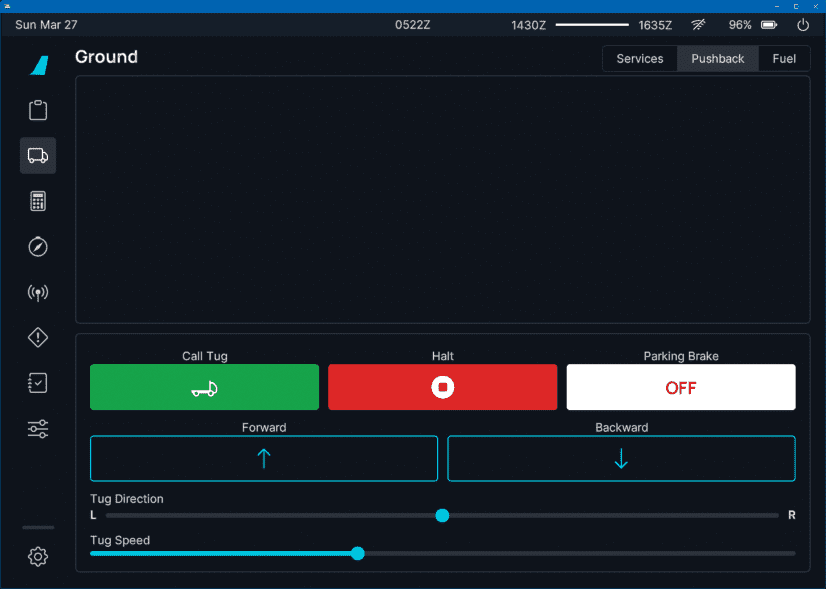 Sun Mar 27 0522Z 1430Z 1635Z 96%
Ground Services Pushback Fuel
Call Tug Halt Parking Brake
OFF
Forward Backward
Tug Direction
L R
Tug Speed